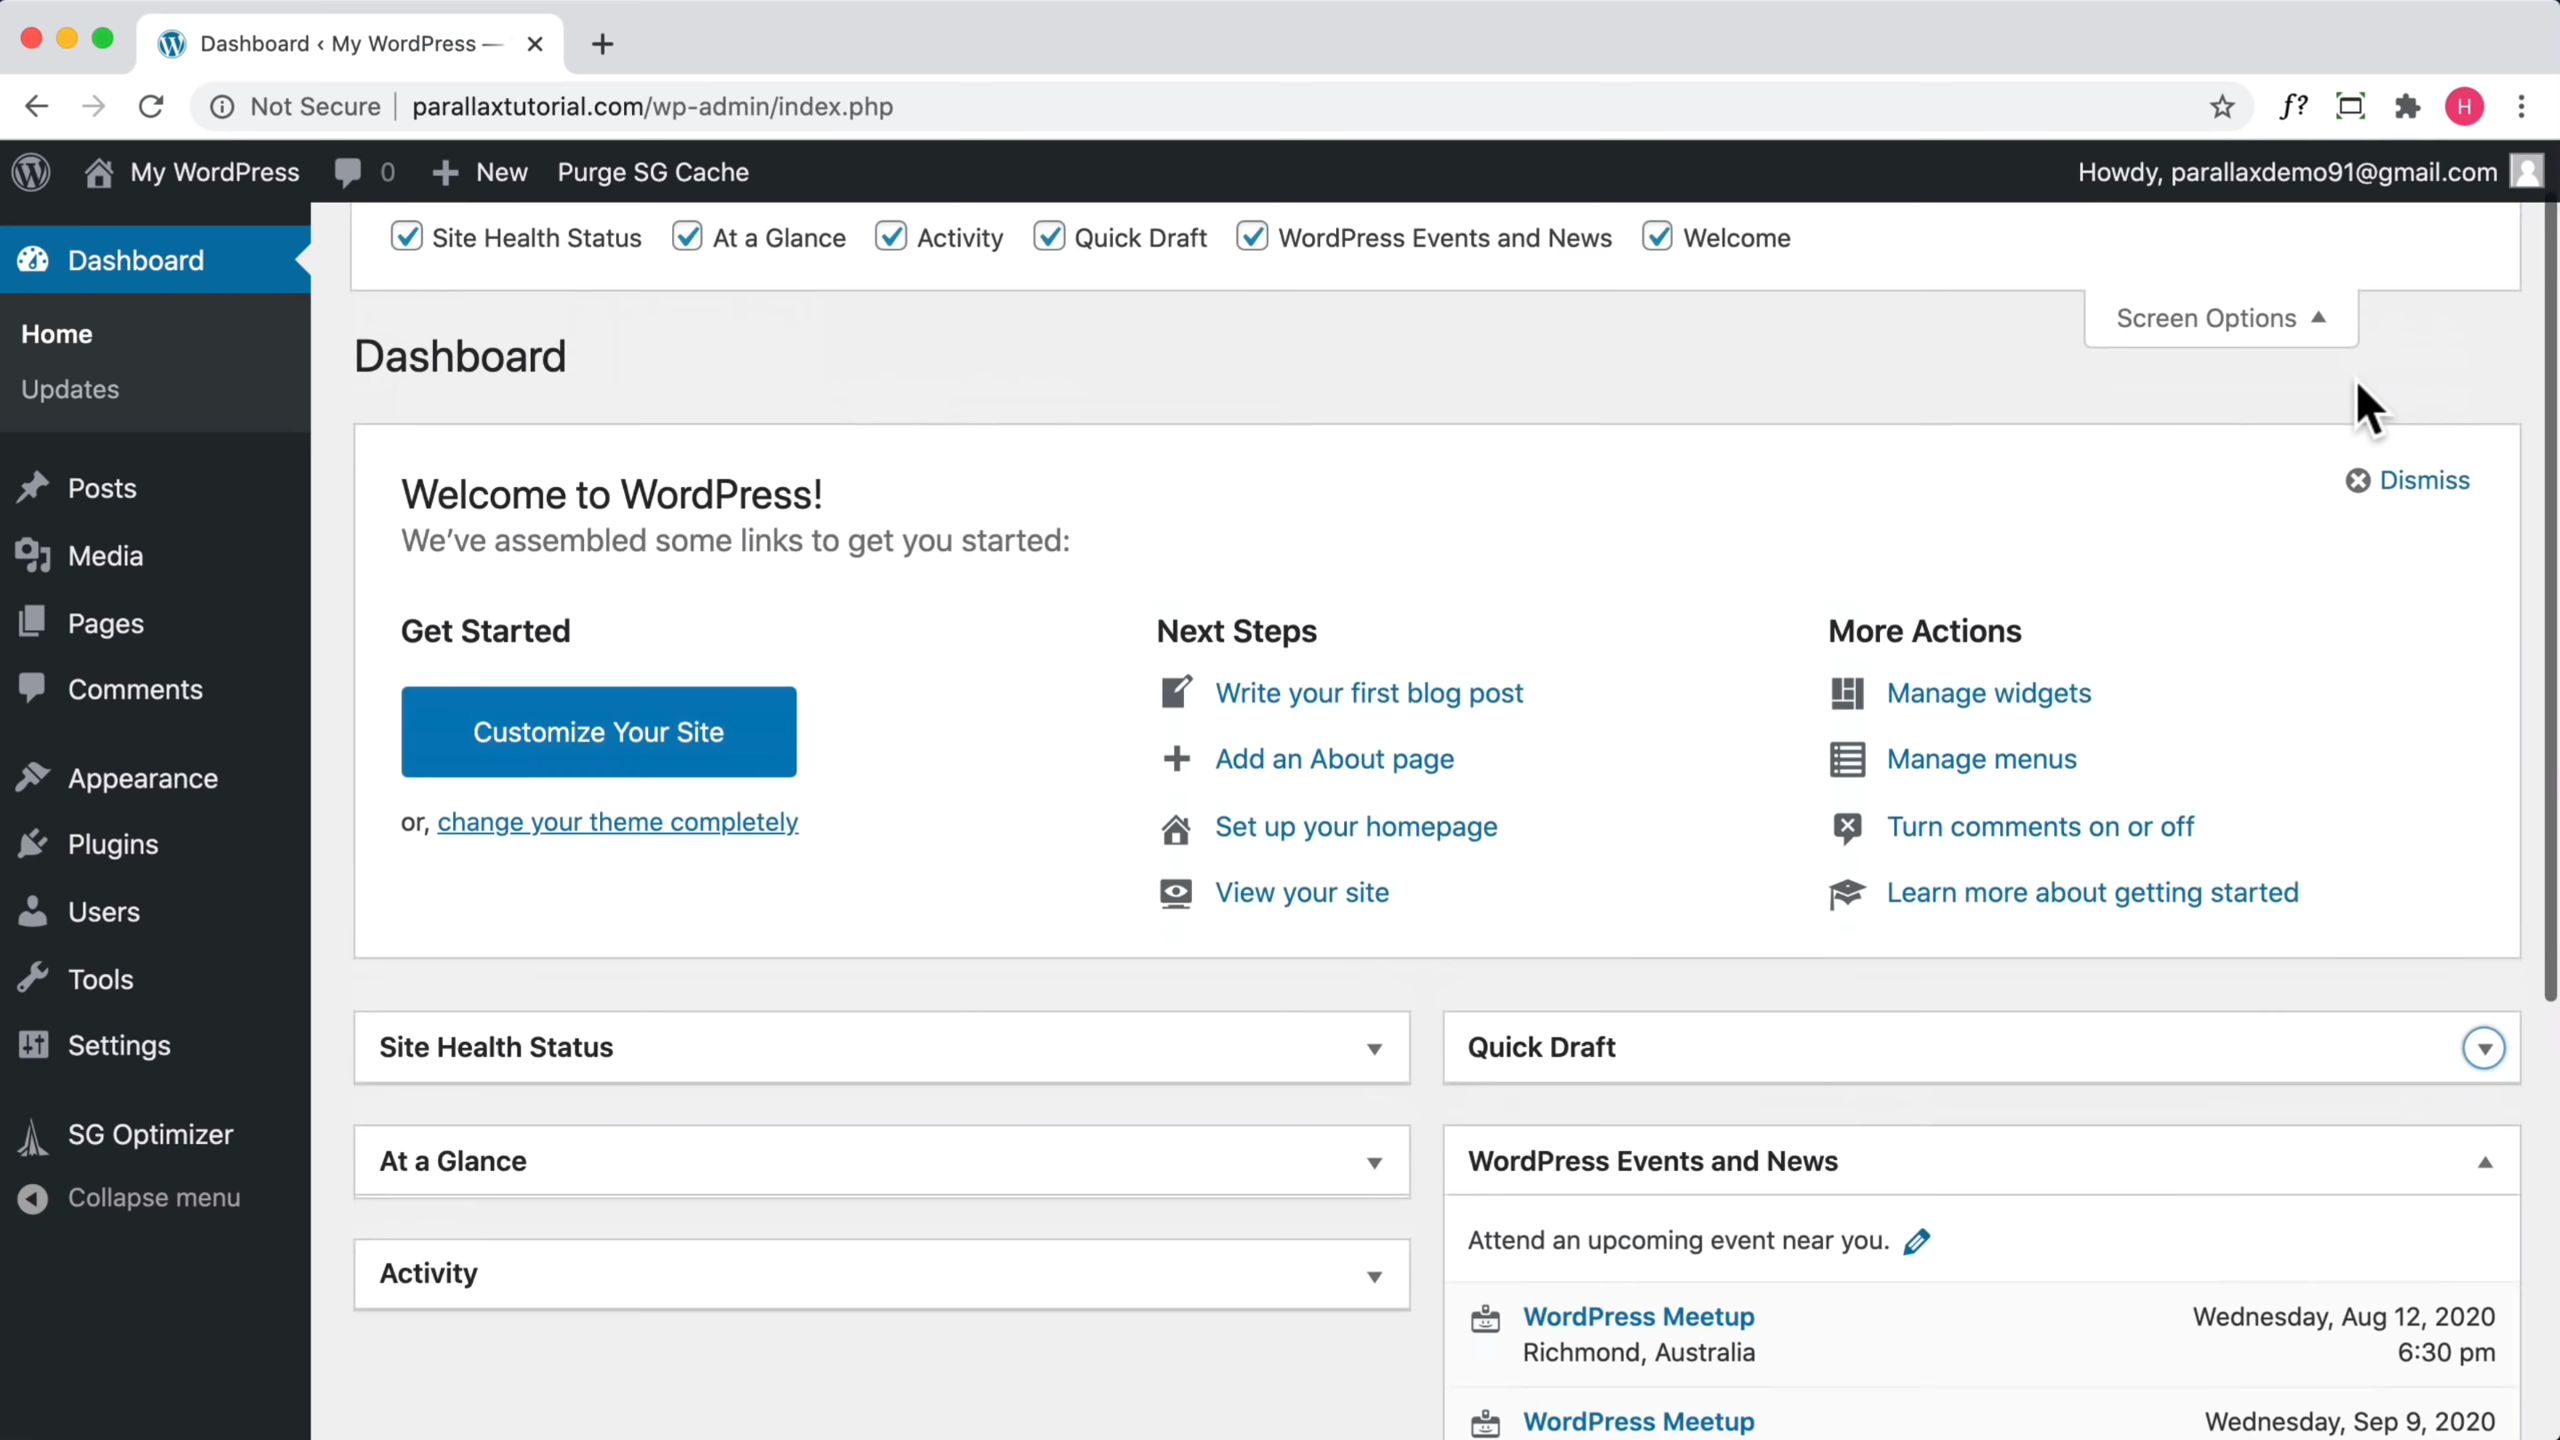 Dashboard ‹ My WordPress —
Not Secure
parallaxtutorial.com/wp-admin/index.php
f?
H
My WordPress
0
New
Purge SG Cache
Howdy, parallaxdemo91@gmail.com
Site Health Status
At a Glance
Activity
Quick Draft
WordPress Events and News
Welcome
Screen Options
Dashboard
Home
Updates
Posts
Media
Pages
Comments
Appearance
Plugins
Users
Tools
Settings
SG Optimizer
Collapse menu
Dashboard
Welcome to WordPress!
We've assembled some links to get you started:
Dismiss
Get Started
Customize Your Site
or, change your theme completely
Next Steps
Write your first blog post
Add an About page
Set up your homepage
View your site
More Actions
Manage widgets
Manage menus
Turn comments on or off
Learn more about getting started
Site Health Status
At a Glance
Activity
Quick Draft
WordPress Events and News
Attend an upcoming event near you.
WordPress Meetup
Richmond, Australia
Wednesday, Aug 12, 2020
6:30 pm
WordPress Meetup
Wednesday, Sep 9, 2020